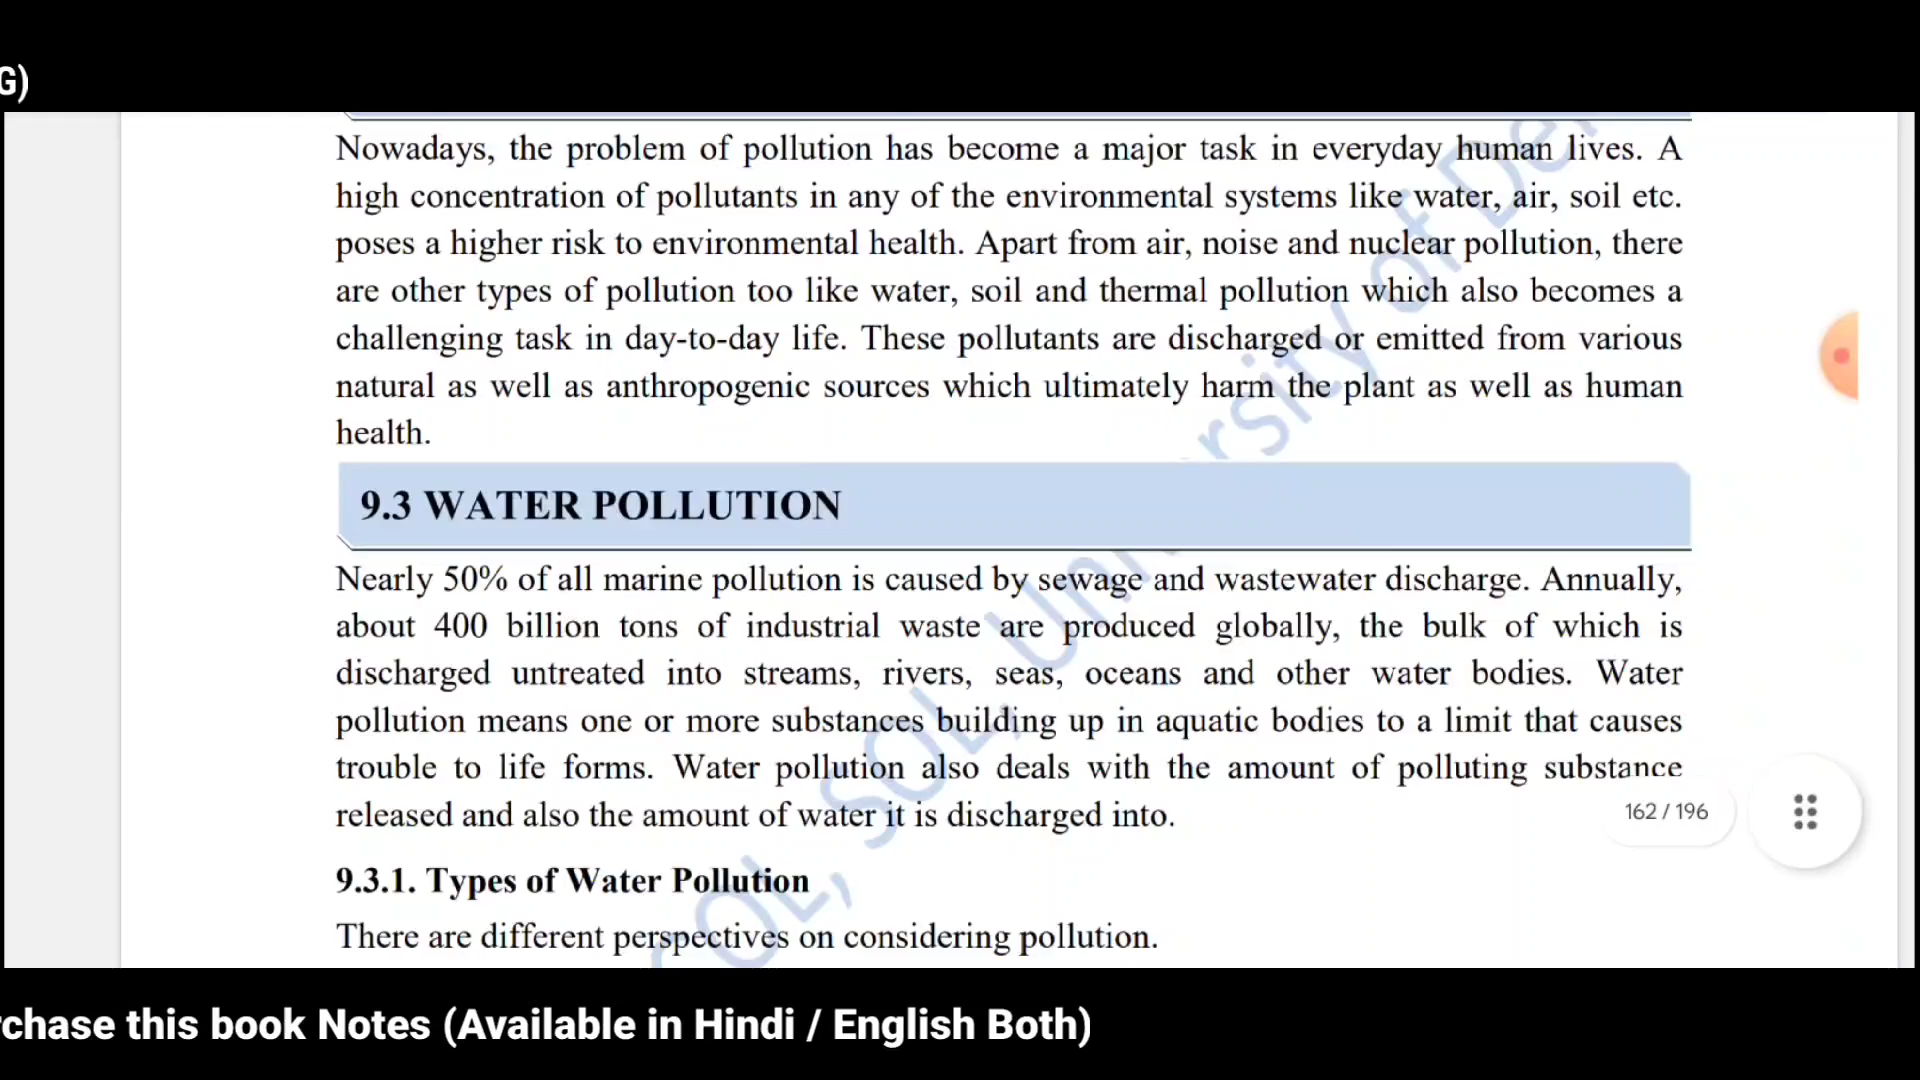 G)
Nowadays, the problem of pollution has become a major task in everyday human lives. A
high concentration of pollutants in any of the environmental systems like water, air, soil etc.
poses a higher risk to environmental health. Apart from air, noise and nuclear pollution, there
are other types of pollution too like water, soil and thermal pollution which also becomes a
challenging task in day-to-day life. These pollutants are discharged or emitted from various
natural as well as anthropogenic sources which ultimately harm the plant as well as human
health.
9.3 WATER POLLUTION
Nearly 50% of all marine pollution is caused by sewage and wastewater discharge. Annually,
about 400 billion tons of industrial waste are produced globally, the bulk of which is
discharged untreated into streams, rivers, seas, oceans and other water bodies. Water
pollution means one or more substances building up in aquatic bodies to a limit that causes
trouble to life forms. Water pollution also deals with the amount of polluting substance
released and also the amount of water it is discharged into.
162 / 196
9.3.1. Types of Water Pollution
There are different perspectives on considering pollution.
COL, SOL, University of Del
rchase this book Notes (Available in Hindi / English Both)